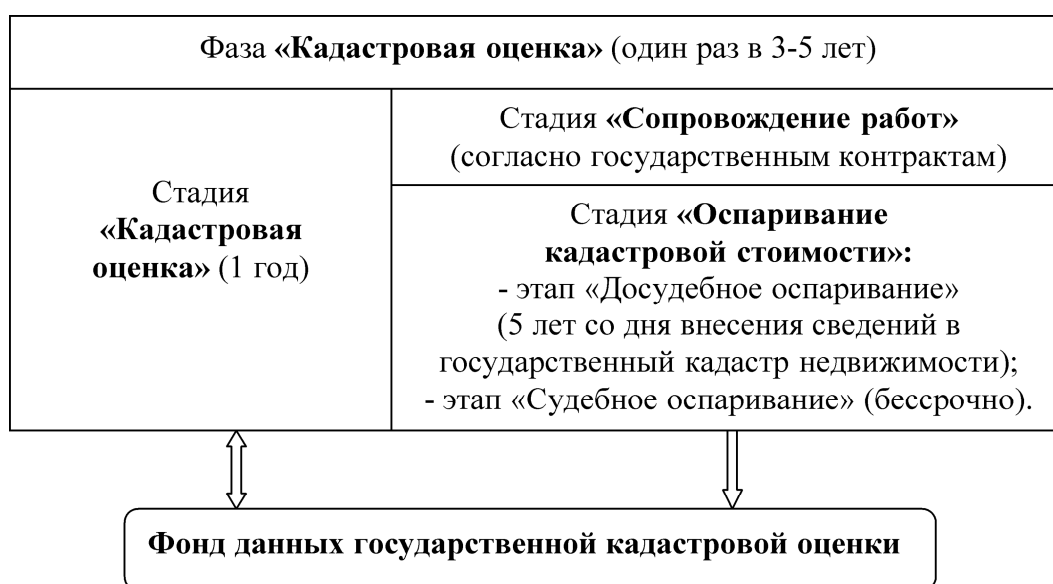 Фаза «Кадастровая оценка» (один раз в 3-5 лет)
Стадия
«Кадастровая
оценка» (1 год)
Стадия «Сопровождение работ»
(согласно государственным контрактам)
Стадия «Оспаривание
кадастровой стоимости»:
- этап «Досудебное оспаривание»
(5 лет со дня внесения сведений в
государственный кадастр недвижимости);
- этап «Судебное оспаривание» (бессрочно).
Фонд данных государственной кадастровой оценки